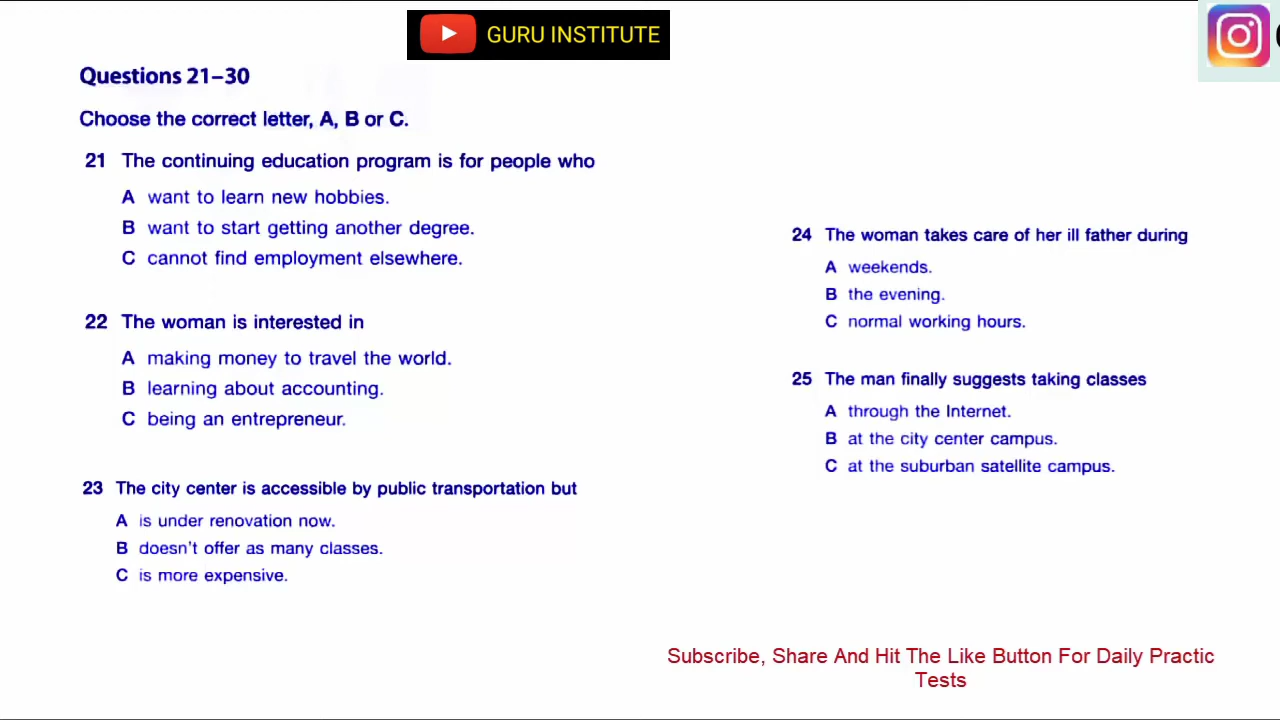 GURU INSTITUTE
Questions 21–30
Choose the correct letter, A, B or C.
21 The continuing education program is for people who
A want to learn new hobbies.
B want to start getting another degree.
C cannot find employment elsewhere.
22 The woman is interested in
A making money to travel the world.
B learning about accounting.
C being an entrepreneur.
23 The city center is accessible by public transportation but
A is under renovation now.
B doesn't offer as many classes.
C is more expensive.
24 The woman takes care of her ill father during
A weekends.
B the evening.
C normal working hours.
25 The man finally suggests taking classes
A through the Internet.
B at the city center campus.
C at the suburban satellite campus.
Subscribe, Share And Hit The Like Button For Daily Practic
Tests